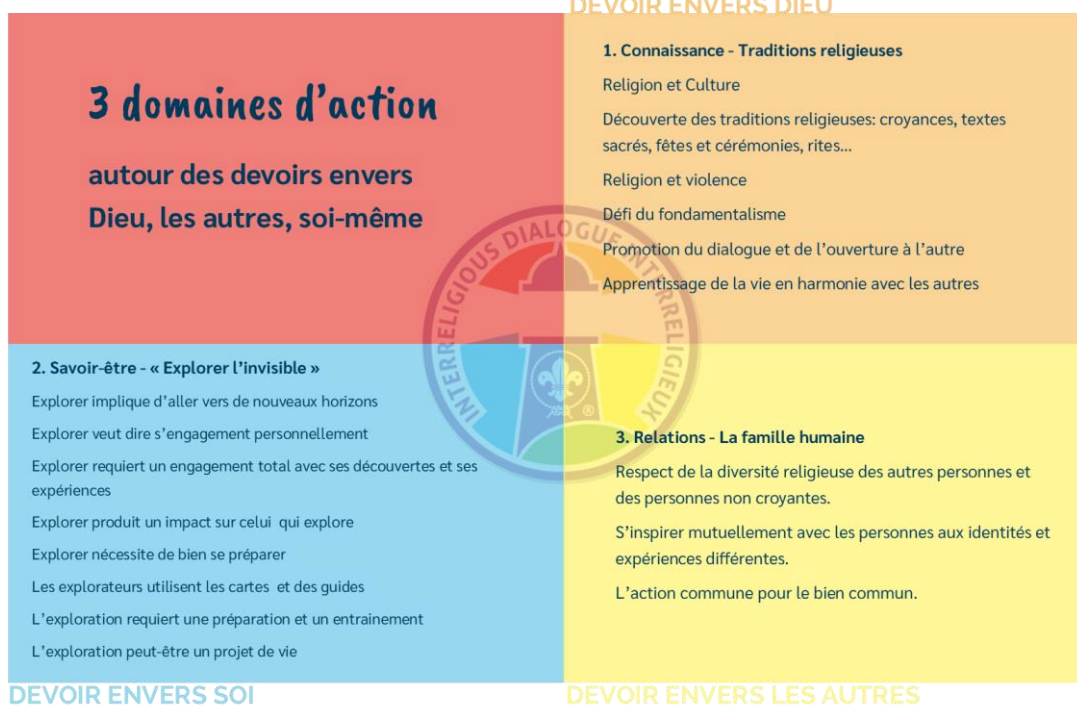 DEVOIR ENVERS DIEU
3 domaines d’action
autour des devoirs envers
Dieu, les autres, soi-même
1. Connaissance - Traditions religieuses
Religion et Culture
Découverte des traditions religieuses: croyances, textes
sacrés, fêtes et cérémonies, rites...
Religion et violence
Défi du fondamentalisme
Promotion du dialogue et de l’ouverture à l’autre
Apprentissage de la vie en harmonie avec les autres
INTERRELIGIOUS DIALOGUE INTERRELIGIEUX
®
2. Savoir-être - « Explorer l’invisible »
Explorer implique d’aller vers de nouveaux horizons
Explorer veut dire s’engagement personnellement
Explorer requiert un engagement total avec ses découvertes et ses
expériences
Explorer produit un impact sur celui qui explore
Explorer nécessite de bien se préparer
Les explorateurs utilisent les cartes et des guides
L’exploration requiert une préparation et un entrainement
L’exploration peut-être un projet de vie
3. Relations - La famille humaine
Respect de la diversité religieuse des autres personnes et
des personnes non croyantes.
S’inspirer mutuellement avec les personnes aux identités et
expériences différentes.
L’action commune pour le bien commun.
DEVOIR ENVERS SOI
DEVOIR ENVERS LES AUTRES